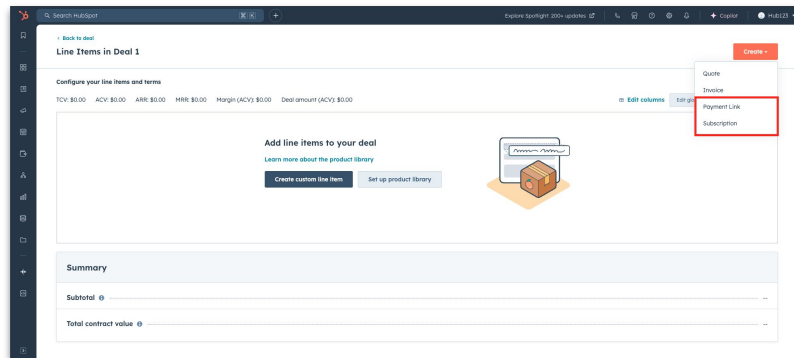 Search HubSpot ⌘ K +
Explore Spotlight: 200+ updates
Copilot
Hub123
‹ Back to deal
Line Items in Deal 1
Create
Quote
Invoice
Payment Link
Subscription
Configure your line items and terms
TCV: $0.00 ACV: $0.00 ARR: $0.00 MRR: $0.00 Margin (ACV): $0.00 Deal amount (ACV): $0.00
Edit columns
Add line items to your deal
Learn more about the product library
Create custom line item
Set up product library
Summary
Subtotal --
Total contract value --